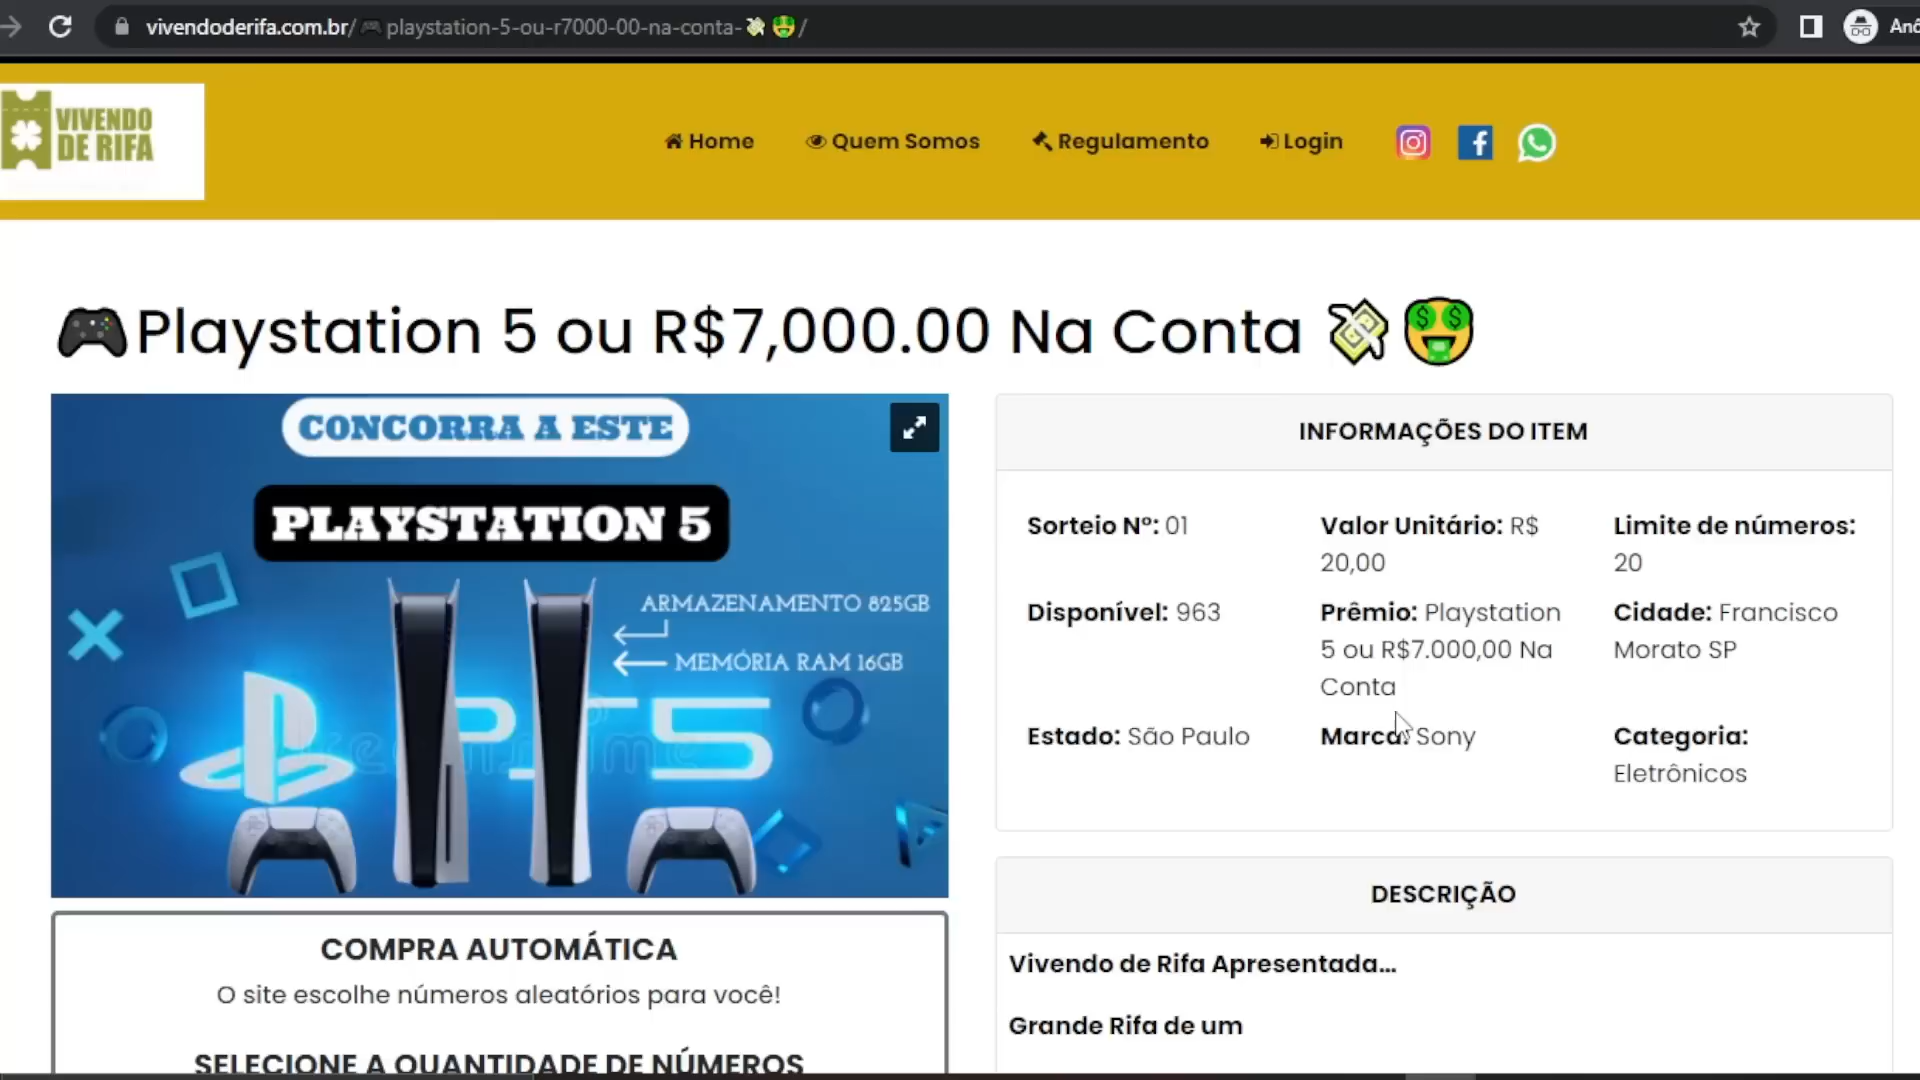 vivendoderifa.com.br/🎮playstation-5-ou-r7000-00-na-conta-💸🤑/
VIVENDO
DE RIFA
Home
Quem Somos
Regulamento
Login
🎮Playstation 5 ou R$7,000.00 Na Conta 💸🤑
CONCORRA A ESTE
PLAYSTATION 5
ARMAZENAMENTO 825GB
MEMÓRIA RAM 16GB
PS5
COMPRA AUTOMÁTICA
O site escolhe números aleatórios para você!
SELECIONE A QUANTIDADE DE NÚMEROS
INFORMAÇÕES DO ITEM
Sorteio Nº: 01
Valor Unitário: R$
20,00
Limite de números:
20
Disponível: 963
Prêmio: Playstation
5 ou R$7.000,00 Na
Conta
Cidade: Francisco
Morato SP
Estado: São Paulo
Marca: Sony
Categoria:
Eletrônicos
DESCRIÇÃO
Vivendo de Rifa Apresentada...
Grande Rifa de um